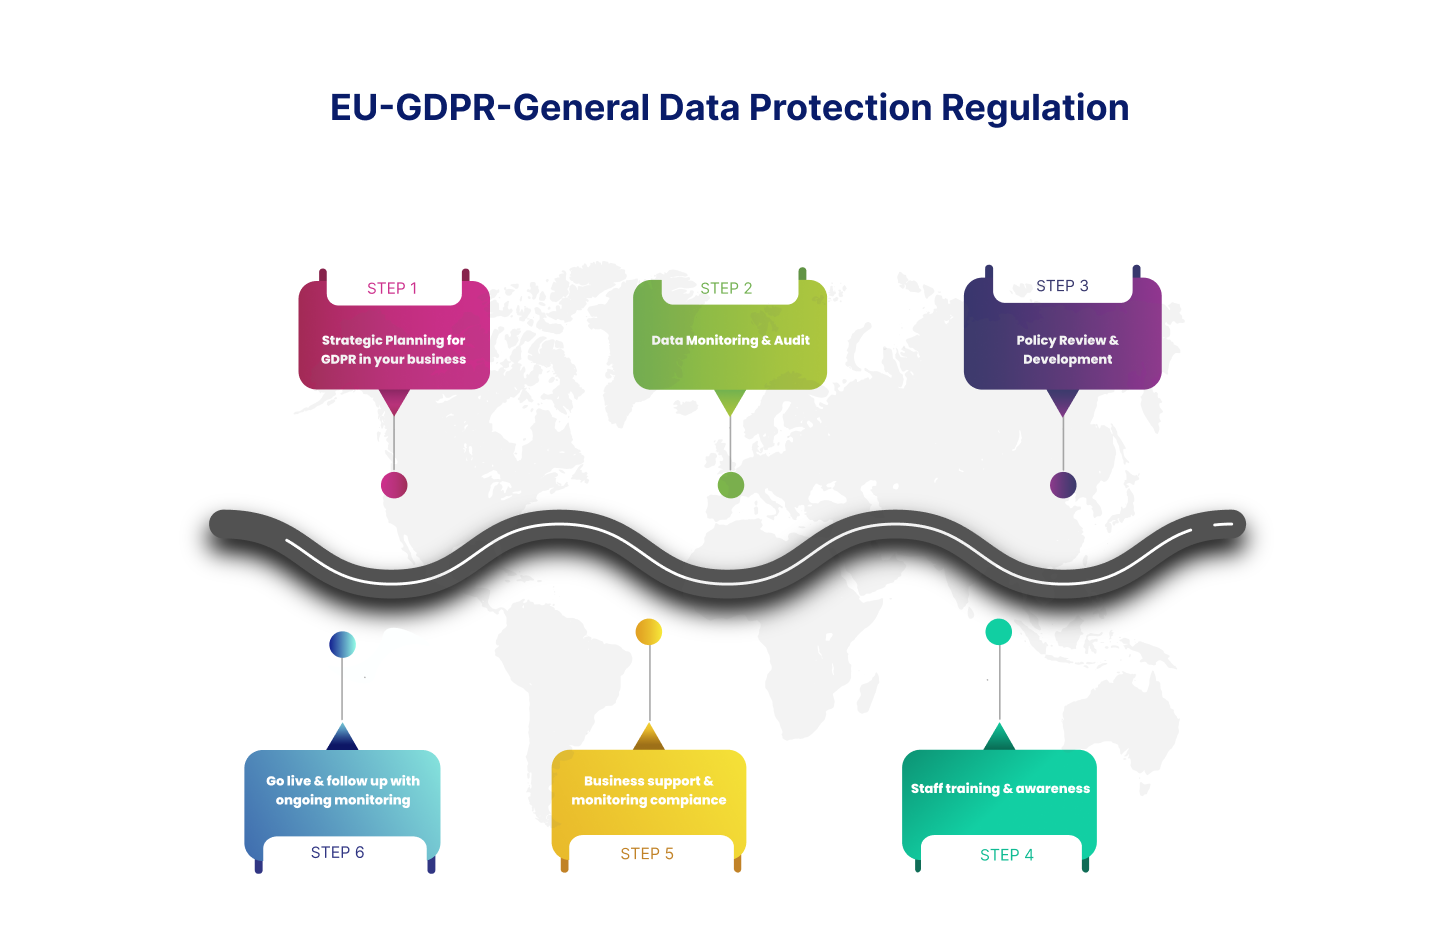 EU-GDPR-General Data Protection Regulation
STEP 1
Strategic Planning for
GDPR in your business
STEP 2
Data Monitoring & Audit
STEP 3
Policy Review &
Development
Go live & follow up with
ongoing monitoring
STEP 6
Business support &
monitoring compiance
STEP 5
Staff training & awareness
STEP 4